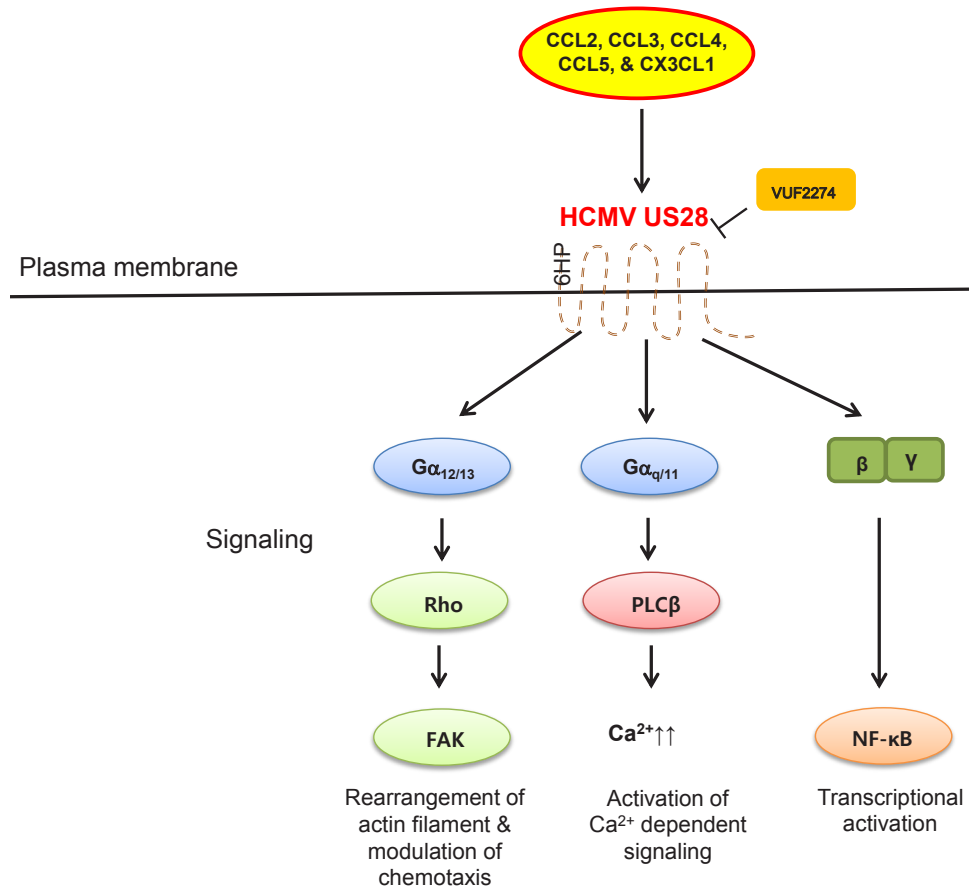 CCL2, CCL3, CCL4,
CCL5, & CX3CL1
VUF2274
HCMV US28
6HP
Plasma membrane
Gα12/13
Gαq/11
β γ
Signaling
Rho
PLCβ
FAK
Ca²⁺↑↑
NF-κB
Rearrangement of
actin filament &
modulation of
chemotaxis
Activation of
Ca²⁺ dependent
signaling
Transcriptional
activation